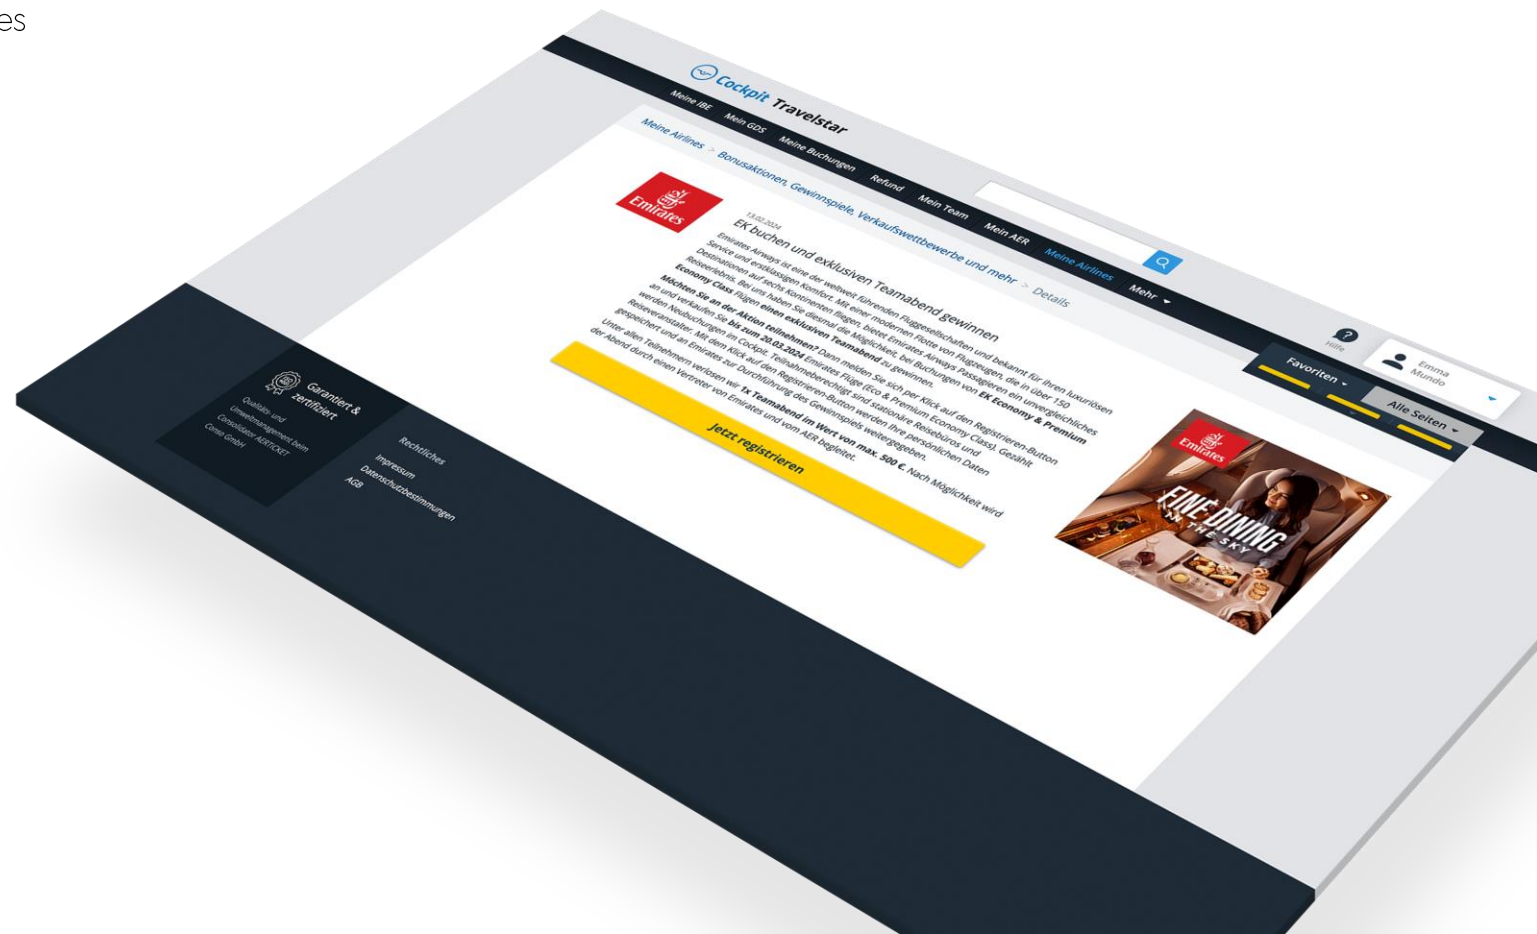 es
Cockpit Travelstar
Hilfe
Emma
Mundo
Meine IBE
Mein GDS
Meine Buchungen
Refund
Mein Team
Mein AER
Meine Airlines
Mehr
Favoriten
Alle Seiten
Meine Airlines > Bonusaktionen, Gewinnspiele, Verkaufswettbewerbe und mehr > Details
Emirates
13.02.2024
EK buchen und exklusiven Teamabend gewinnen
Emirates Airways ist eine der weltweit führenden Fluggesellschaften und bekannt für ihren luxuriösen
Service und erstklassigen Komfort. Mit einer modernen Flotte von Flugzeugen, die in über 150
Destinationen auf sechs Kontinenten fliegen, bietet Emirates Airways Passagieren ein unvergleichliches
Reiseerlebnis. Bei uns haben Sie diesmal die Möglichkeit, bei Buchungen von EK Economy & Premium
Economy Class Flügen einen exklusiven Teamabend zu gewinnen.
Möchten Sie an der Aktion teilnehmen? Dann melden Sie sich per Klick auf den Registrieren-Button
an und verkaufen Sie bis zum 20.03.2024 Emirates Flüge (Eco & Premium Economy Class). Gezählt
werden Neubuchungen im Cockpit. Teilnahmeberechtigt sind stationäre Reisebüros und
Reiseveranstalter. Mit dem Klick auf den Registrieren-Button werden Ihre persönlichen Daten
gespeichert und an Emirates zur Durchführung des Gewinnspiels weitergegeben.
Unter allen Teilnehmern verlosen wir 1x Teamabend im Wert von max. 500 €. Nach Möglichkeit wird
der Abend durch einen Vertreter von Emirates und vom AER begleitet.
Jetzt registrieren
Emirates
FINE DINING
IN THE SKY
Garantiert &
zertifiziert
Qualitäts- und
Umweltmanagement beim
Consolidator AERTICKET
Conso GmbH
Rechtliches
Impressum
Datenschutzbestimmungen
AGB